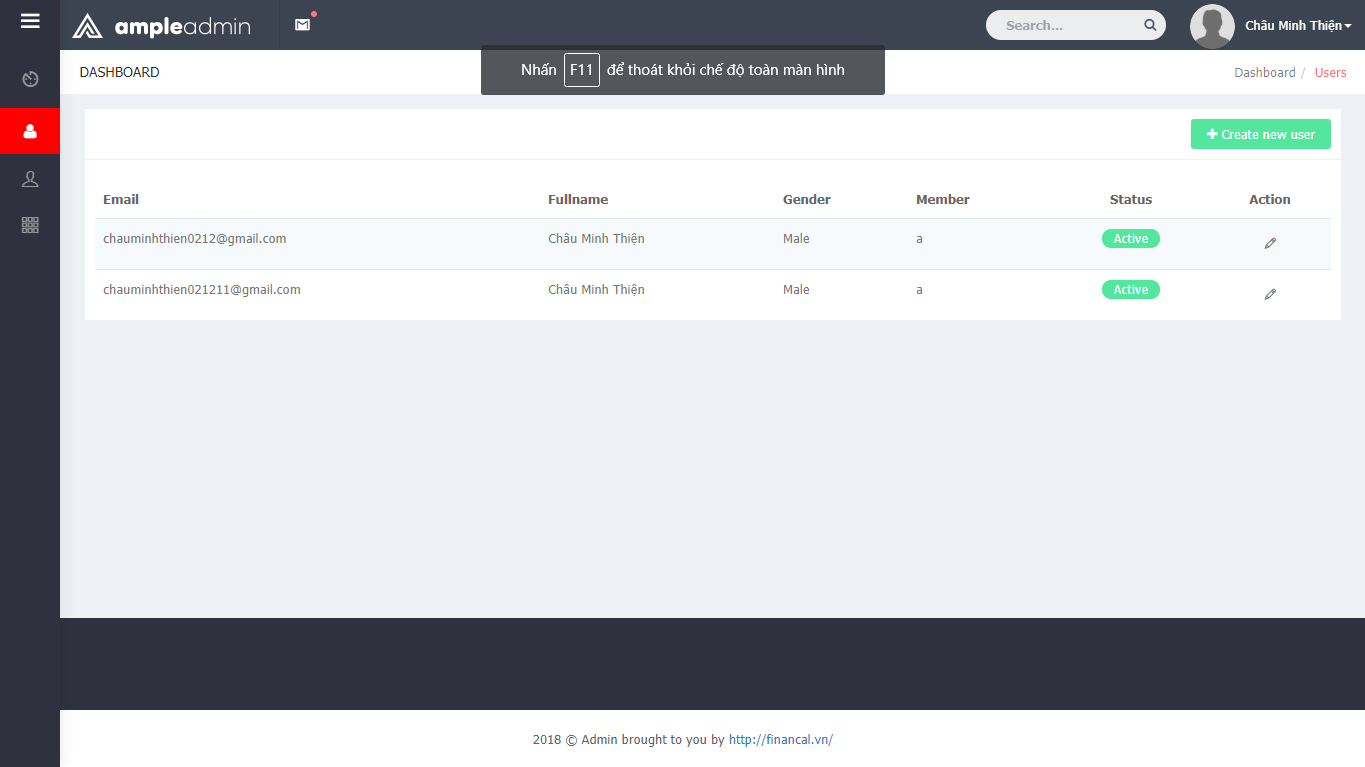 ampleadmin
Search...
Châu Minh Thiện
DASHBOARD
Nhấn F11 để thoát khỏi chế độ toàn màn hình
Dashboard / Users
Create new user
Email Fullname Gender Member Status Action
chauminhthien0212@gmail.com Châu Minh Thiện Male a Active
chauminhthien021211@gmail.com Châu Minh Thiện Male a Active
2018 © Admin brought to you by http://financal.vn/